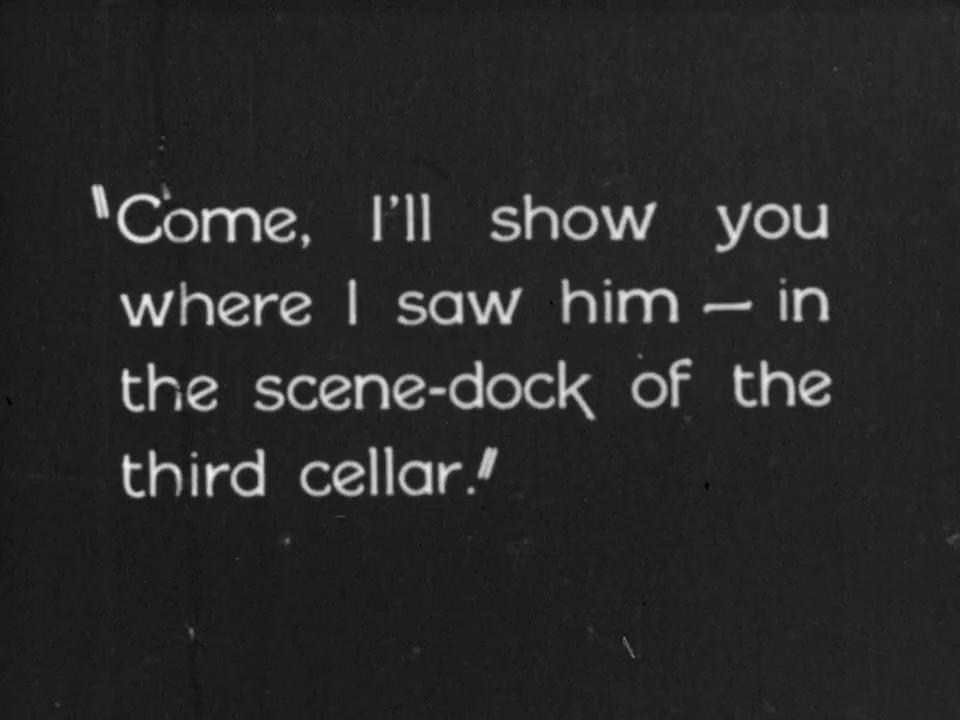 "Come, I'll show you
where I saw him — in
the scene-dock of the
third cellar."